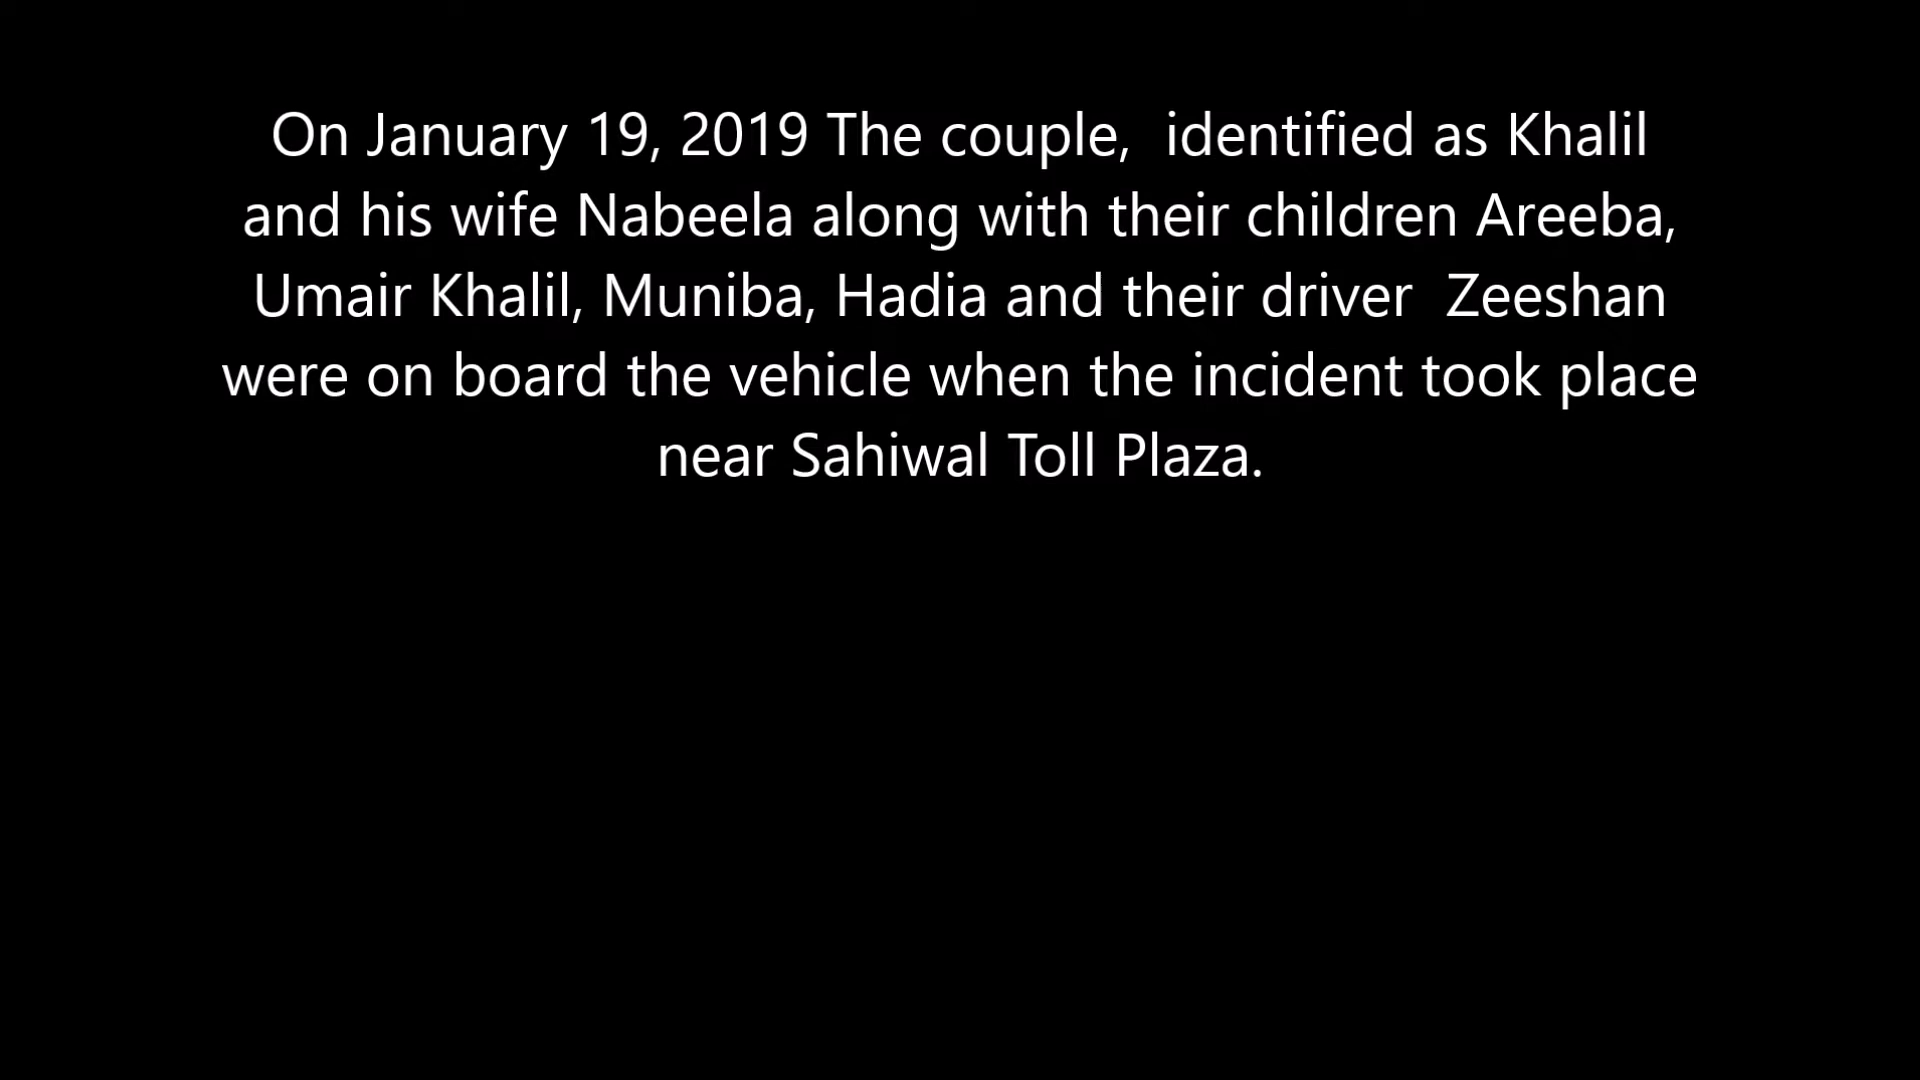 On January 19, 2019 The couple,  identified as Khalil
and his wife Nabeela along with their children Areeba,
Umair Khalil, Muniba, Hadia and their driver  Zeeshan
were on board the vehicle when the incident took place
near Sahiwal Toll Plaza.